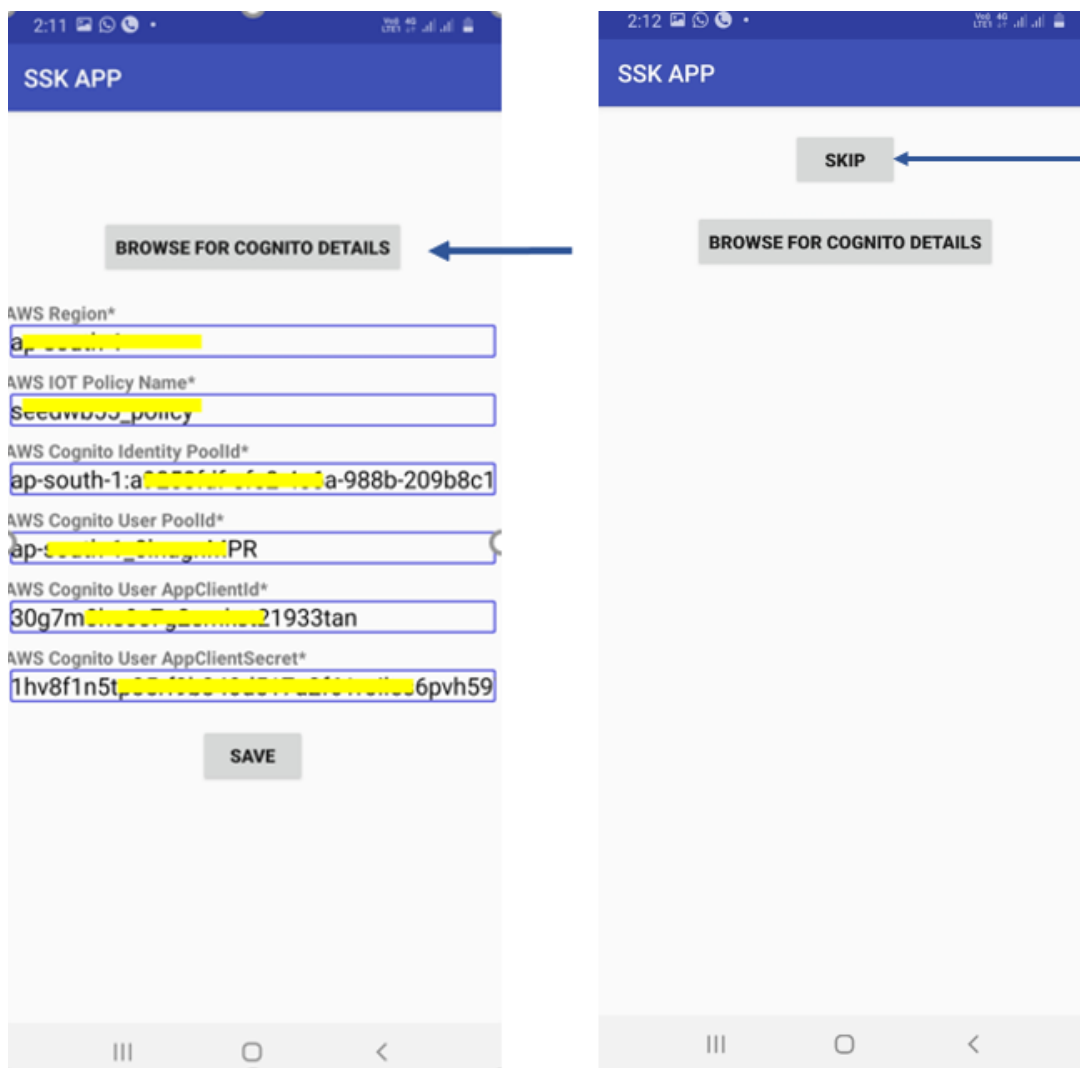 2:11
SSK APP
BROWSE FOR COGNITO DETAILS
AWS Region*
AWS IOT Policy Name*
AWS Cognito Identity PoolId*
ap-south-1:a a-988b-209b8c1
AWS Cognito User PoolId*
ap- PR
AWS Cognito User AppClientId*
30g7m 21933tan
AWS Cognito User AppClientSecret*
1hv8f1n5t 6pvh59
SAVE
2:12
SSK APP
SKIP
BROWSE FOR COGNITO DETAILS